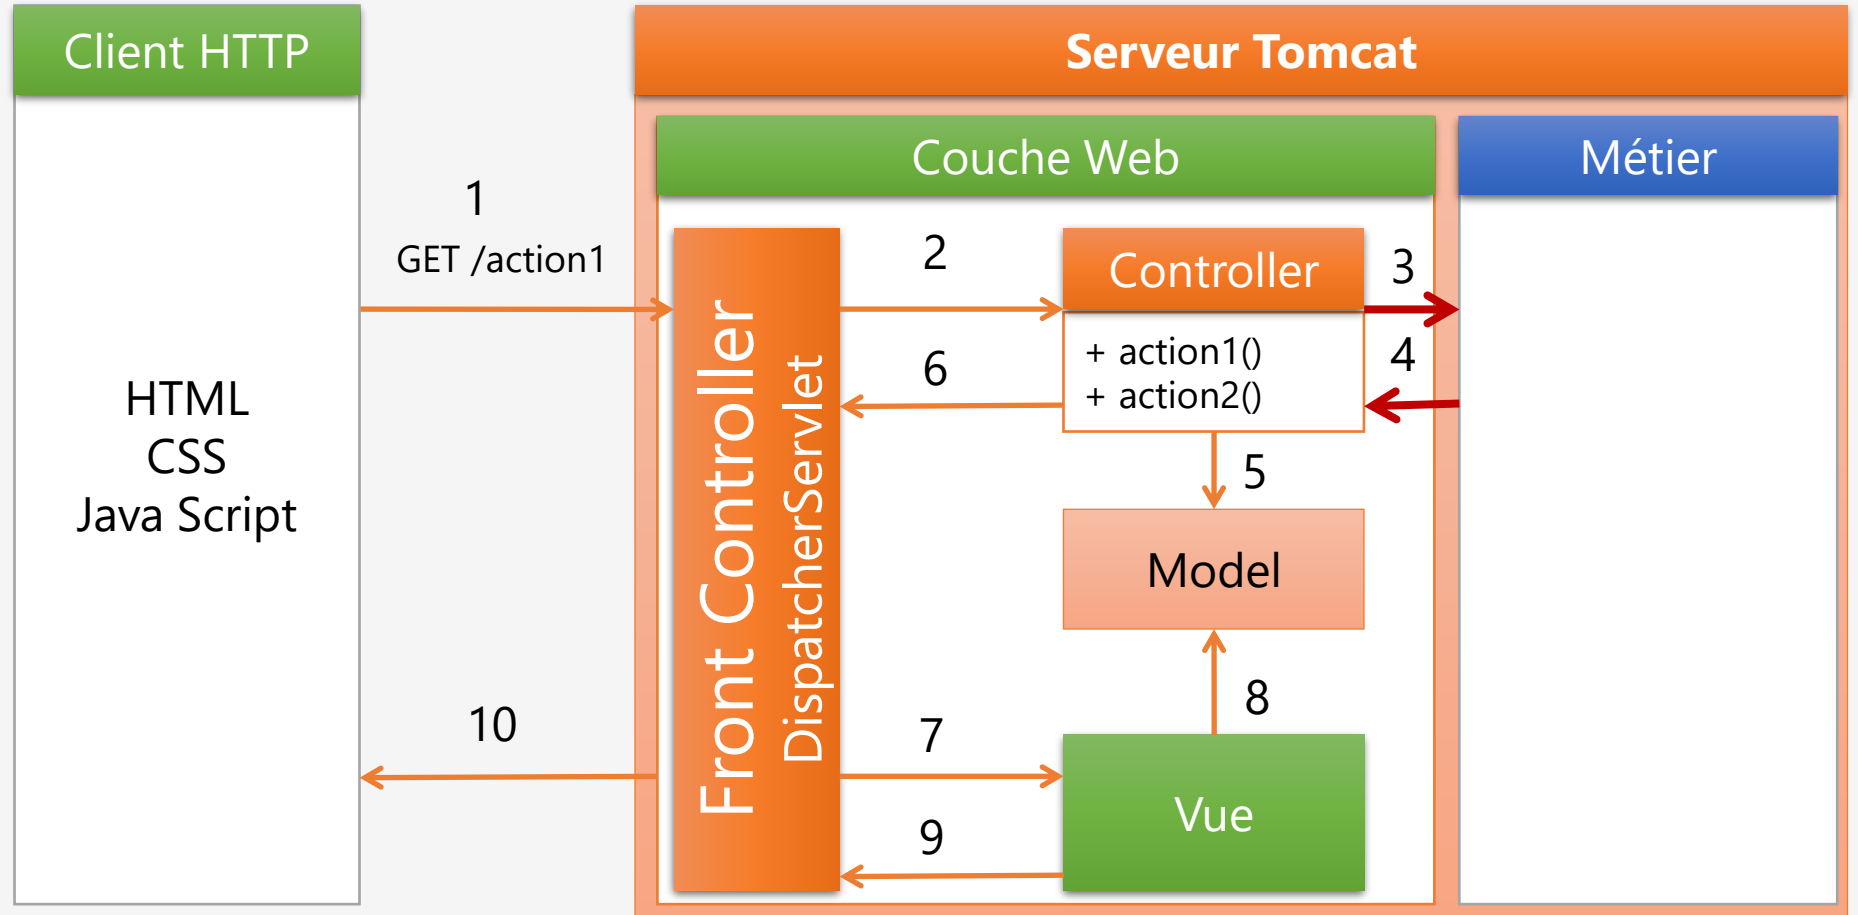 Client HTTP
Serveur Tomcat
Couche Web
Métier
1
GET /action1
HTML
CSS
Java Script
10
Front Controller
DispatcherServlet
2
6
7
9
Controller
+ action1()
+ action2()
3
4
5
Model
8
Vue